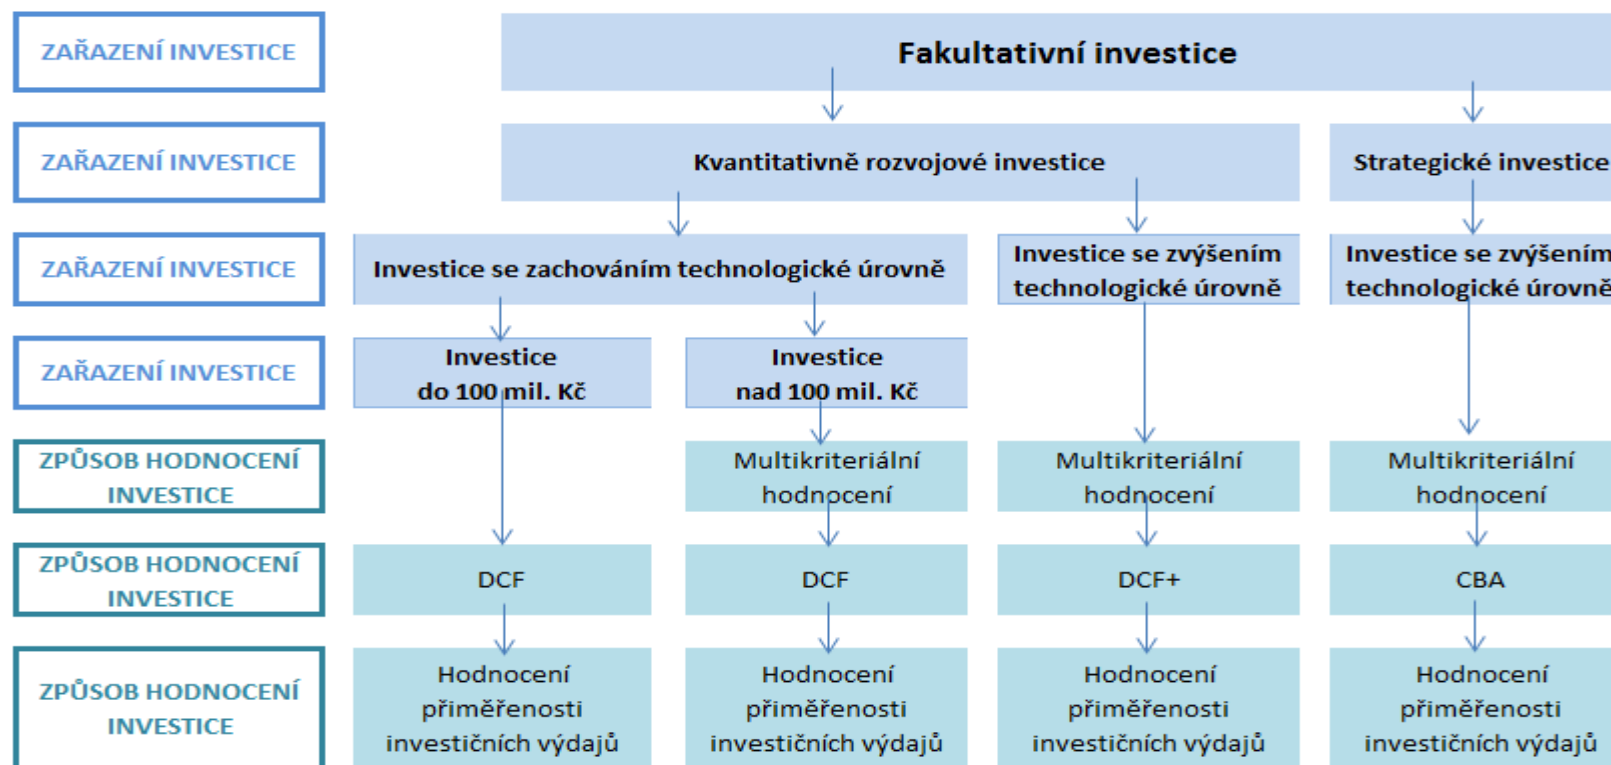 ZAŘAZENÍ INVESTICE
Fakultativní investice
ZAŘAZENÍ INVESTICE
Kvantitativně rozvojové investice
Strategické investice
ZAŘAZENÍ INVESTICE
Investice se zachováním technologické úrovně
Investice se zvýšením
technologické úrovně
Investice se zvýšením
technologické úrovně
ZAŘAZENÍ INVESTICE
Investice
do 100 mil. Kč
Investice
nad 100 mil. Kč
ZPŮSOB HODNOCENÍ
INVESTICE
Multikriteriální
hodnocení
Multikriteriální
hodnocení
Multikriteriální
hodnocení
ZPŮSOB HODNOCENÍ
INVESTICE
DCF
DCF
DCF+
CBA
ZPŮSOB HODNOCENÍ
INVESTICE
Hodnocení
přiměřenosti
investičních výdajů
Hodnocení
přiměřenosti
investičních výdajů
Hodnocení
přiměřenosti
investičních výdajů
Hodnocení
přiměřenosti
investičních výdajů